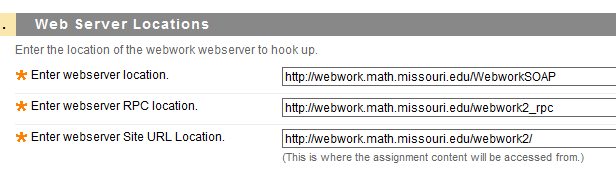 . Web Server Locations
Enter the location of the webwork webserver to hook up.
* Enter webserver location. http://webwork.math.missouri.edu/WebworkSOAP
* Enter webserver RPC location. http://webwork.math.missouri.edu/webwork2_rpc
* Enter webserver Site URL Location. http://webwork.math.missouri.edu/webwork2/
(This is where the assignment content will be accessed from.)